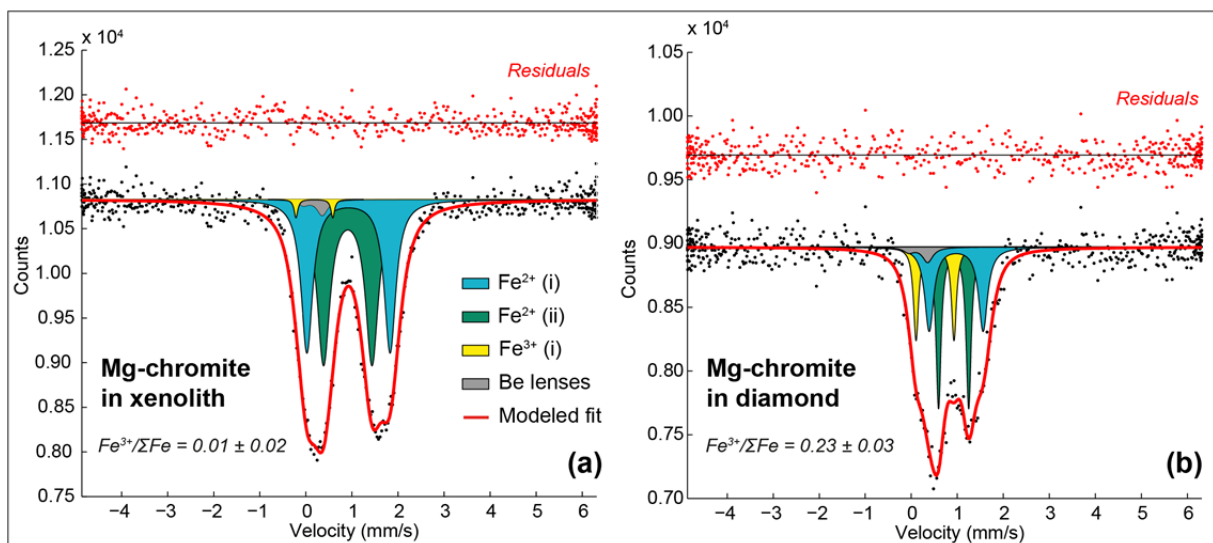 x 10⁴
1.25
1.20
1.15
1.10
1.05
1.00
0.95
0.90
0.85
0.80
0.75
Counts
Residuals
Fe²⁺ (i)
Fe²⁺ (ii)
Fe³⁺ (i)
Be lenses
Modeled fit
Mg-chromite
in xenolith
Fe³⁺/ΣFe = 0.01 ± 0.02
(a)
−4 −3 −2 −1 0 1 2 3 4 5 6
Velocity (mm/s)
x 10⁴
1.05
1.00
0.95
0.90
0.85
0.80
0.75
0.70
Counts
Residuals
Mg-chromite
in diamond
Fe³⁺/ΣFe = 0.23 ± 0.03
(b)
−4 −3 −2 −1 0 1 2 3 4 5 6
Velocity (mm/s)